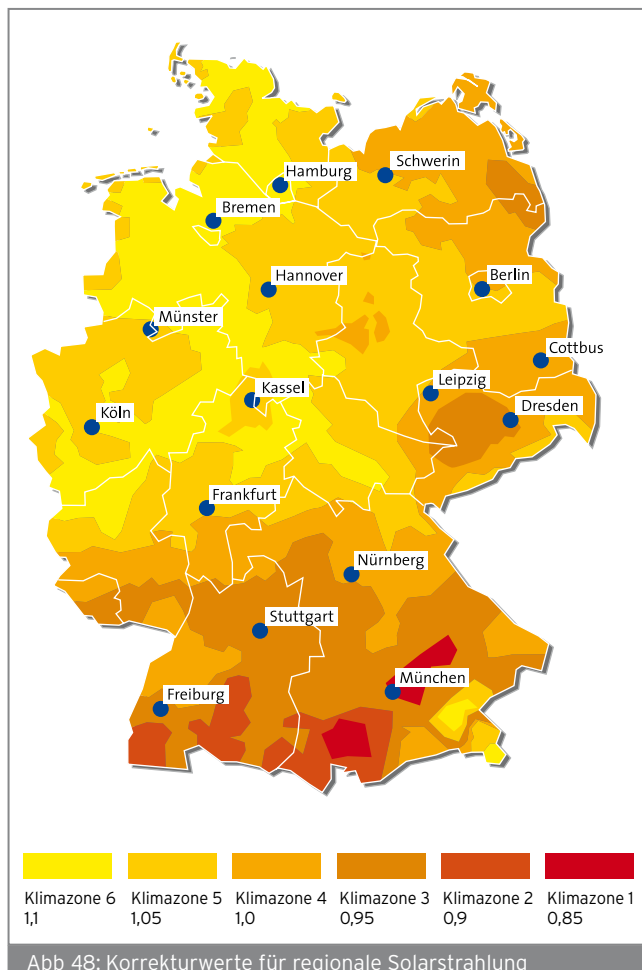 Hamburg
Schwerin
Bremen
Hannover
Berlin
Münster
Cottbus
Kassel
Leipzig
Köln
Dresden
Frankfurt
Nürnberg
Stuttgart
München
Freiburg
Klimazone 6 Klimazone 5 Klimazone 4 Klimazone 3 Klimazone 2 Klimazone 1
1,1 1,05 1,0 0,95 0,9 0,85
Abb 48: Korrekturwerte für regionale Solarstrahlung